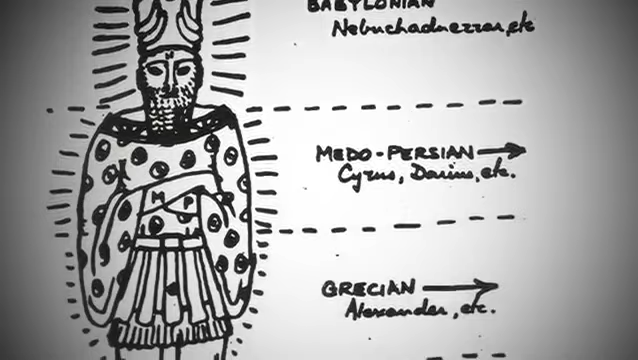 BABYLONIAN
Nebuchadnezzar, etc
MEDO-PERSIAN
Cyrus, Darius, etc.
N
M P
GRECIAN
Alexander, etc.